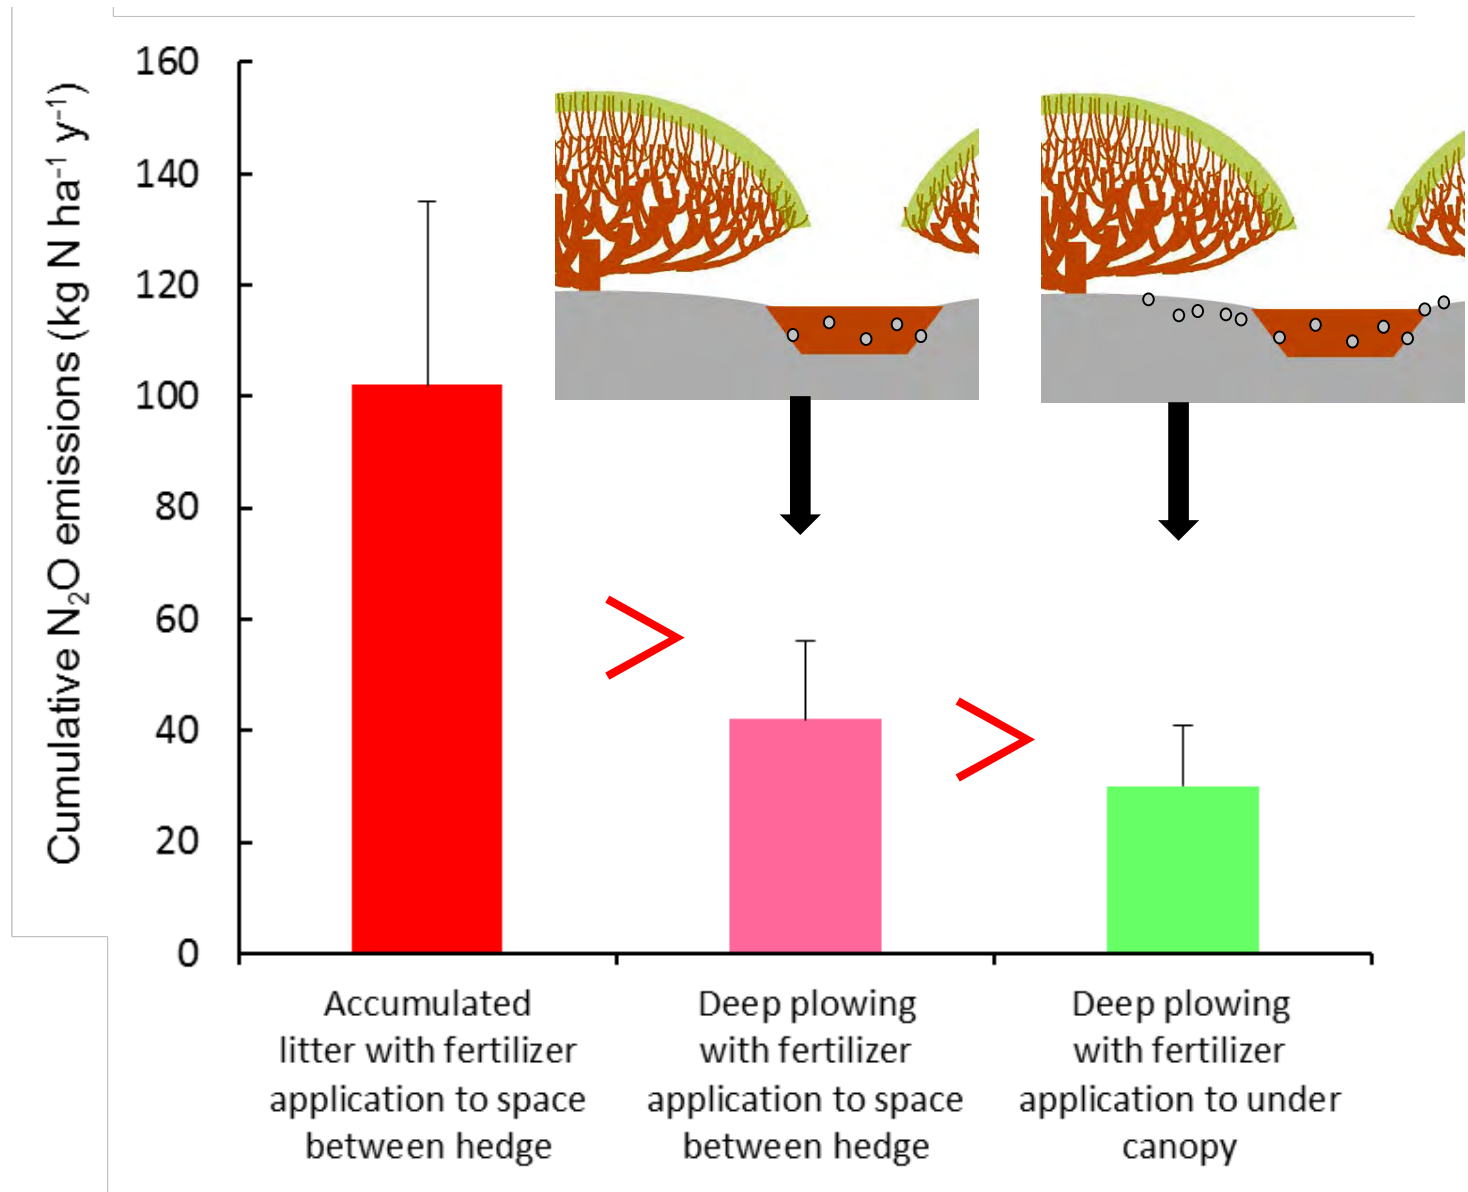 Cumulative N₂O emissions (kg N ha⁻¹ y⁻¹)
160
140
120
100
80
60
40
20
0
>
>
Accumulated
litter with fertilizer
application to space
between hedge
Deep plowing
with fertilizer
application to space
between hedge
Deep plowing
with fertilizer
application to under
canopy